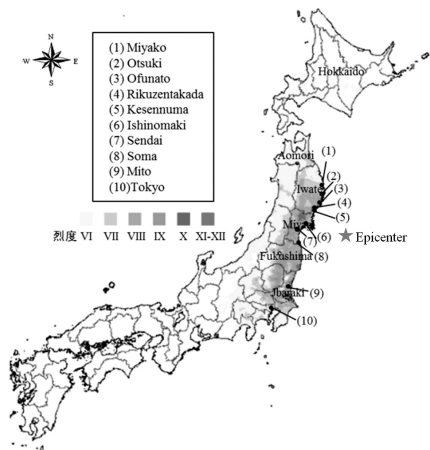 N
W E
S
(1) Miyako
(2) Otsuki
(3) Ofunato
(4) Rikuzentakada
(5) Kesennuma
(6) Ishinomaki
(7) Sendai
(8) Soma
(9) Mito
(10)Tokyo
烈度 VI VII VIII IX X XI-XII
Hokkaido
Aomori
(1)
(2)
Iwate
(3)
(4)
(5)
Miyagi
(6)
Epicenter
(7)
Fukushima
(8)
Ibaraki
(9)
(10)